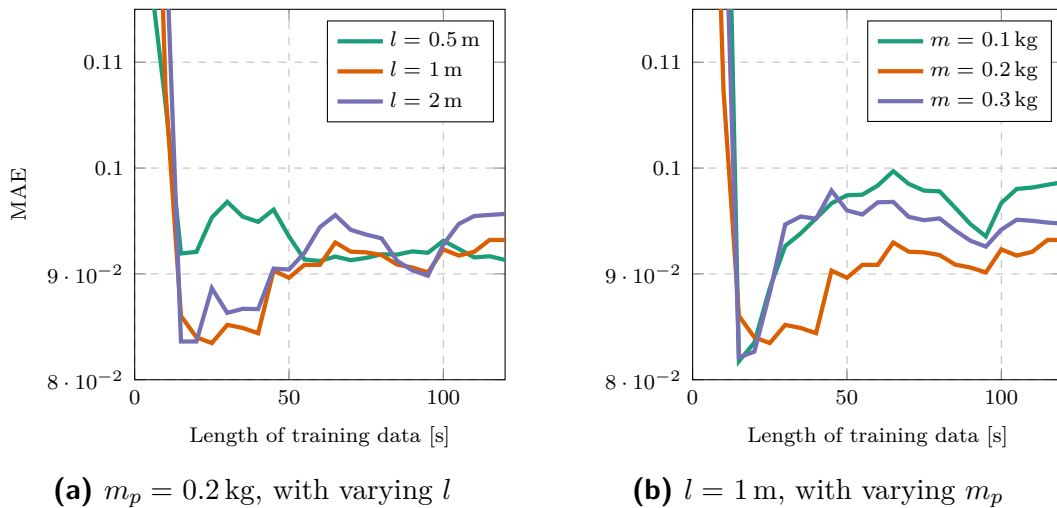 0.11
0.1
9 · 10⁻²
8 · 10⁻²
MAE
0 50 100
Length of training data [s]
l = 0.5 m
l = 1 m
l = 2 m
(a) mₚ = 0.2 kg, with varying l
0.11
0.1
9 · 10⁻²
8 · 10⁻²
0 50 100
Length of training data [s]
m = 0.1 kg
m = 0.2 kg
m = 0.3 kg
(b) l = 1 m, with varying mₚ